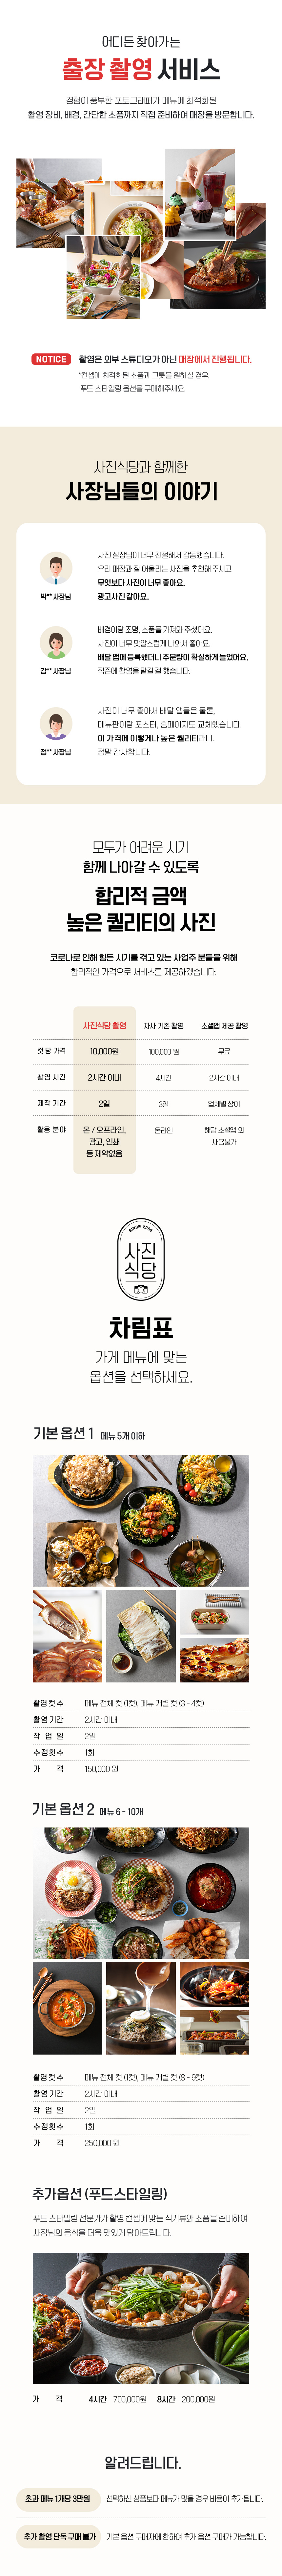 어디든 찾아가는
출장 촬영 서비스
경험이 풍부한 포토그래퍼가 메뉴에 최적화된
촬영 장비, 배경, 간단한 소품까지 직접 준비하여 매장을 방문합니다.
NOTICE 촬영은 외부 스튜디오가 아닌 매장에서 진행됩니다.
*컨셉에 최적화된 소품과 그릇을 원하실 경우,
푸드 스타일링 옵션을 구매해주세요.
사진식당과 함께한
사장님들의 이야기
사진 실장님이 너무 친절해서 감동했습니다.
우리 매장과 잘 어울리는 사진을 추천해 주시고
무엇보다 사진이 너무 좋아요.
광고사진 같아요.
박** 사장님
배경이랑 조명, 소품을 가져와 주셨어요.
사진이 너무 맛깔스럽게 나와서 좋아요.
배달 앱에 등록했더니 주문량이 확실하게 늘었어요.
직존에 촬영을 맡길 걸 했습니다.
김** 사장님
사진이 너무 좋아서 배달 앱들은 물론,
메뉴판이랑 포스터, 홈페이지도 교체했습니다.
이 가격에 이렇게나 높은 퀄리티라니,
정말 감사합니다.
정** 사장님
모두가 어려운 시기
함께 나아갈 수 있도록
합리적 금액
높은 퀄리티의 사진
코로나로 인해 힘든 시기를 겪고 있는 사업주 분들을 위해
합리적인 가격으로 서비스를 제공하겠습니다.
사진식당 촬영 자사 기존 촬영 소셜앱 제공 촬영
컷 당 가격 10,000원 100,000 원 무료
촬영 시간 2시간 이내 4시간 2시간 이내
제작 기간 2일 3일 업체별 상이
활용 분야 온 / 오프라인, 광고, 인쇄 등 제약없음 온라인 해당 소셜앱 외 사용불가
SINCE 2008
사진
식당
차림표
가게 메뉴에 맞는
옵션을 선택하세요.
기본 옵션 1 메뉴 5개 이하
촬영컷수 메뉴 전체 컷 (1컷), 메뉴 개별 컷 (3 - 4컷)
촬영기간 2시간 이내
작 업 일 2일
수정횟수 1회
가 격 150,000 원
기본 옵션 2 메뉴 6 - 10개
촬영컷수 메뉴 전체 컷 (1컷), 메뉴 개별 컷 (8 - 9컷)
촬영기간 2시간 이내
작 업 일 2일
수정횟수 1회
가 격 250,000 원
추가옵션 (푸드스타일링)
푸드 스타일링 전문가가 촬영 컨셉에 맞는 식기류와 소품을 준비하여
사장님의 음식을 더욱 맛있게 담아드립니다.
가 격 4시간 700,000원 8시간 200,000원
알려드립니다.
초과 메뉴 1개당 3만원 선택하신 상품보다 메뉴가 많을 경우 비용이 추가됩니다.
추가 촬영 단독 구매 불가 기본 옵션 구매자에 한하여 추가 옵션 구매가 가능합니다.